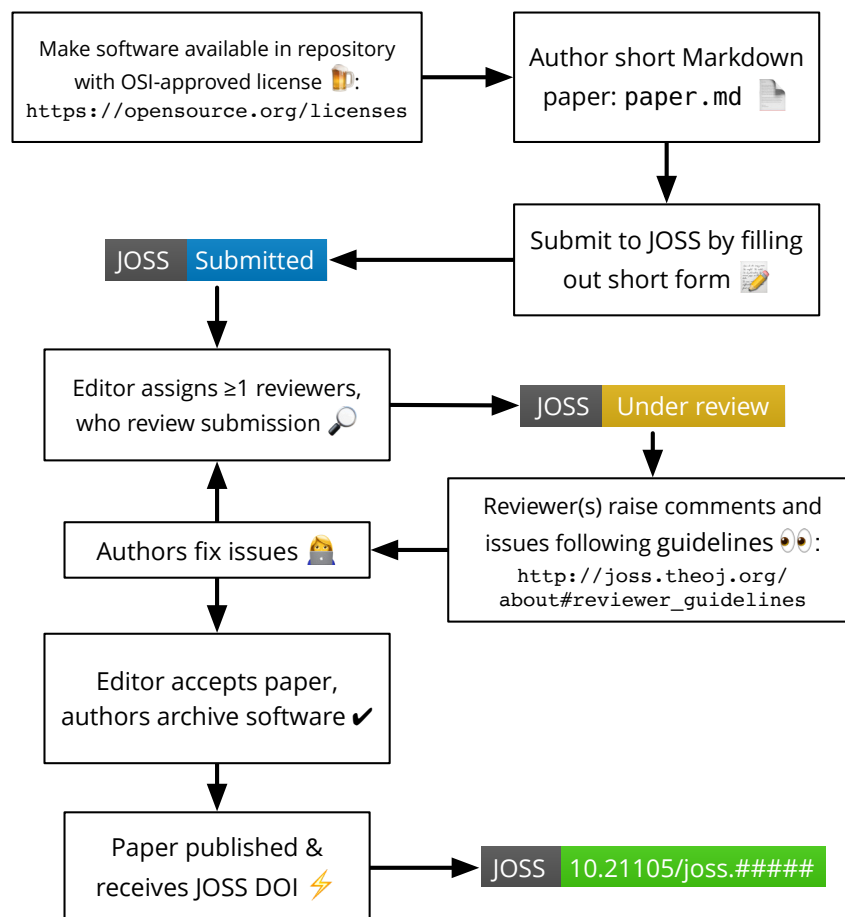 Make software available in repository
with OSI-approved license 🍺:
https://opensource.org/licenses
Author short Markdown
paper: paper.md 📄
Submit to JOSS by filling
out short form 📝
JOSS Submitted
Editor assigns ≥1 reviewers,
who review submission 🔎
JOSS Under review
Reviewer(s) raise comments and
issues following guidelines 👀:
http://joss.theoj.org/
about#reviewer_guidelines
Authors fix issues 👩‍💻
Editor accepts paper,
authors archive software ✔
Paper published &
receives JOSS DOI ⚡
JOSS 10.21105/joss.#####